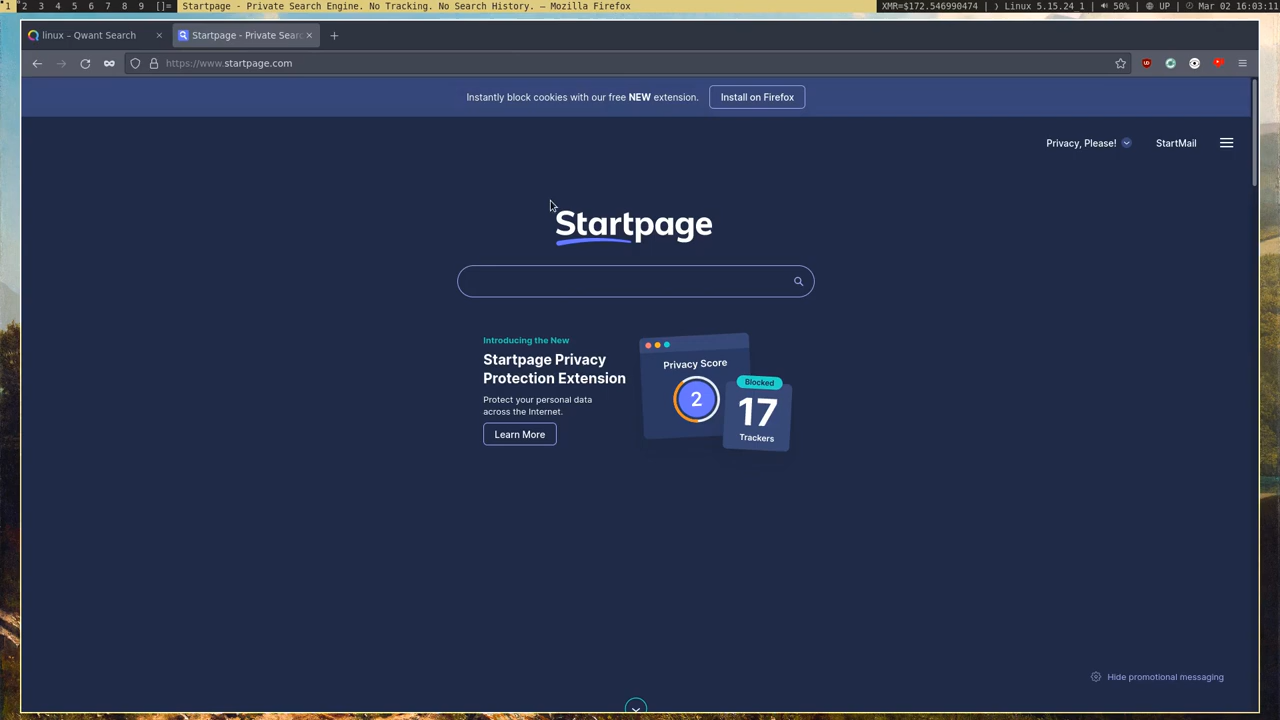 1 2 3 4 5 6 7 8 9 []= Startpage - Private Search Engine. No Tracking. No Search History. — Mozilla Firefox XMR=$172.546990474 | ) Linux 5.15.24_1 | 50% | UP | Mar 02 16:03:11
linux – Qwant Search Startpage - Private Sear
https://www.startpage.com
Instantly block cookies with our free NEW extension. Install on Firefox
Privacy, Please! StartMail
Startpage
Introducing the New
Startpage Privacy
Protection Extension
Protect your personal data
across the Internet.
Learn More
Privacy Score
2
Blocked
17
Trackers
Hide promotional messaging